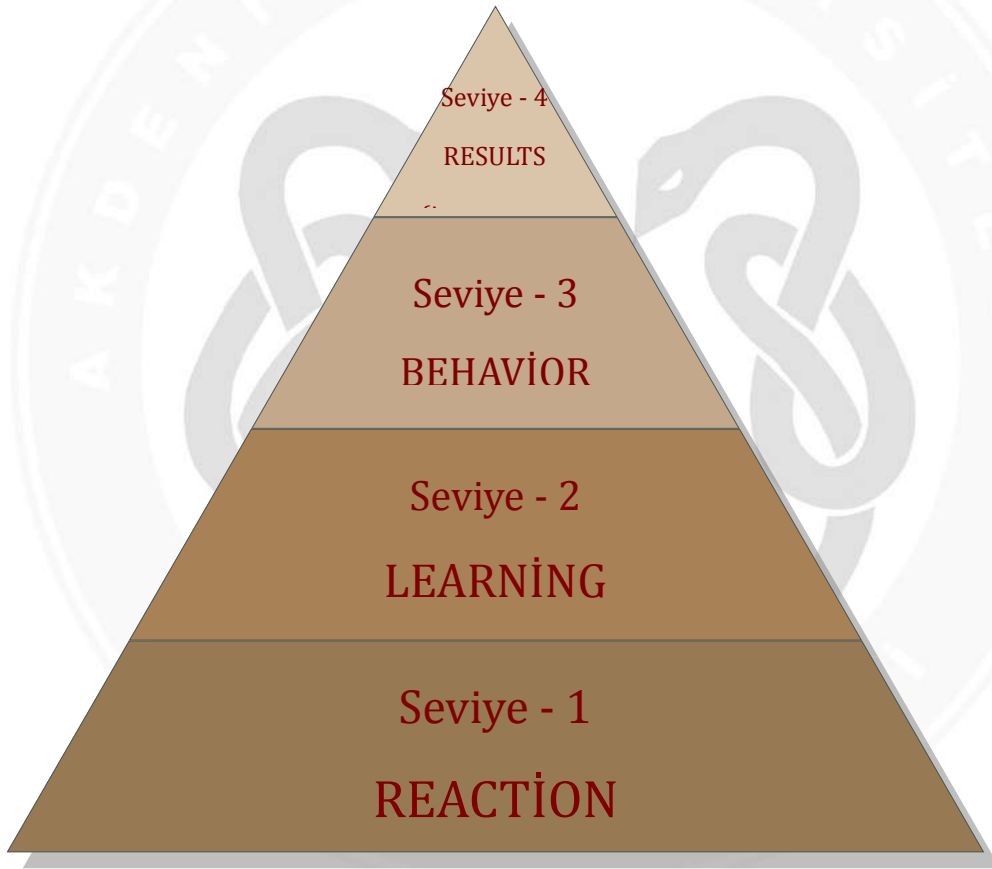 Seviye - 4
RESULTS
Seviye - 3
BEHAVİOR
Seviye - 2
LEARNİNG
Seviye - 1
REACTİON